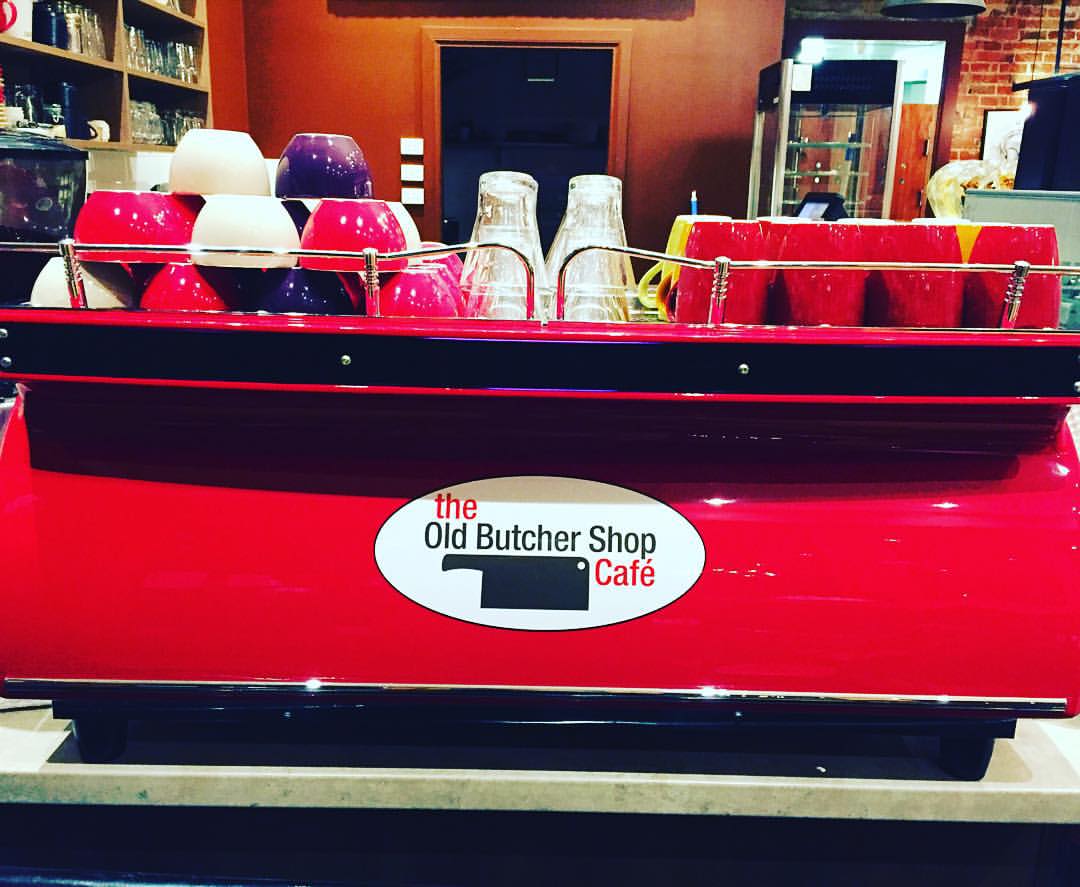 the
Old Butcher Shop
Café